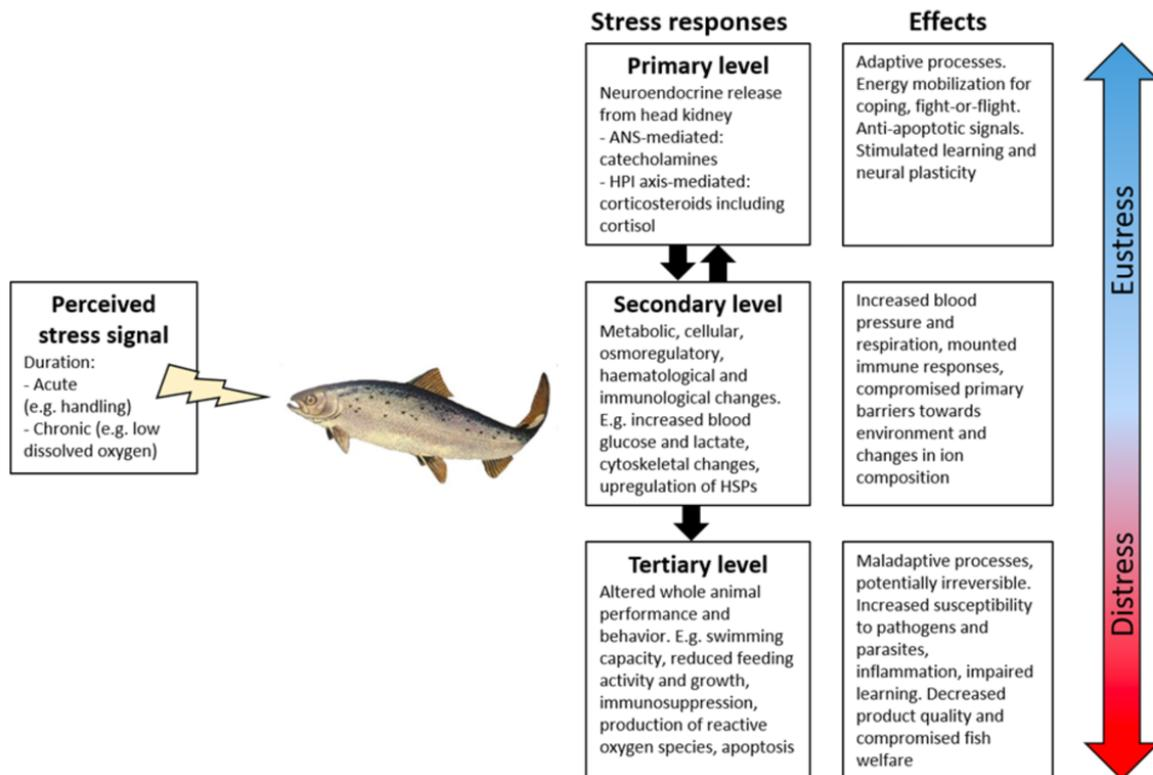 Stress responses
Effects
Perceived
stress signal
Duration:
- Acute
(e.g. handling)
- Chronic (e.g. low
dissolved oxygen)
Primary level
Neuroendocrine release
from head kidney
- ANS-mediated:
catecholamines
- HPI axis-mediated:
corticosteroids including
cortisol
Adaptive processes.
Energy mobilization for
coping, fight-or-flight.
Anti-apoptotic signals.
Stimulated learning and
neural plasticity
Secondary level
Metabolic, cellular,
osmoregulatory,
haematological and
immunological changes.
E.g. increased blood
glucose and lactate,
cytoskeletal changes,
upregulation of HSPs
Increased blood
pressure and
respiration, mounted
immune responses,
compromised primary
barriers towards
environment and
changes in ion
composition
Tertiary level
Altered whole animal
performance and
behavior. E.g. swimming
capacity, reduced feeding
activity and growth,
immunosuppression,
production of reactive
oxygen species, apoptosis
Maladaptive processes,
potentially irreversible.
Increased susceptibility
to pathogens and
parasites,
inflammation, impaired
learning. Decreased
product quality and
compromised fish
welfare
Eustress
Distress